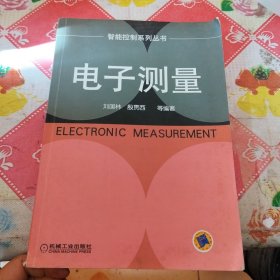 智能控制系列丛书
电子测量
刘国林 殷贯西 等编著
ELECTRONIC MEASUREMENT
机械工业出版社
CHINA MACHINE PRESS